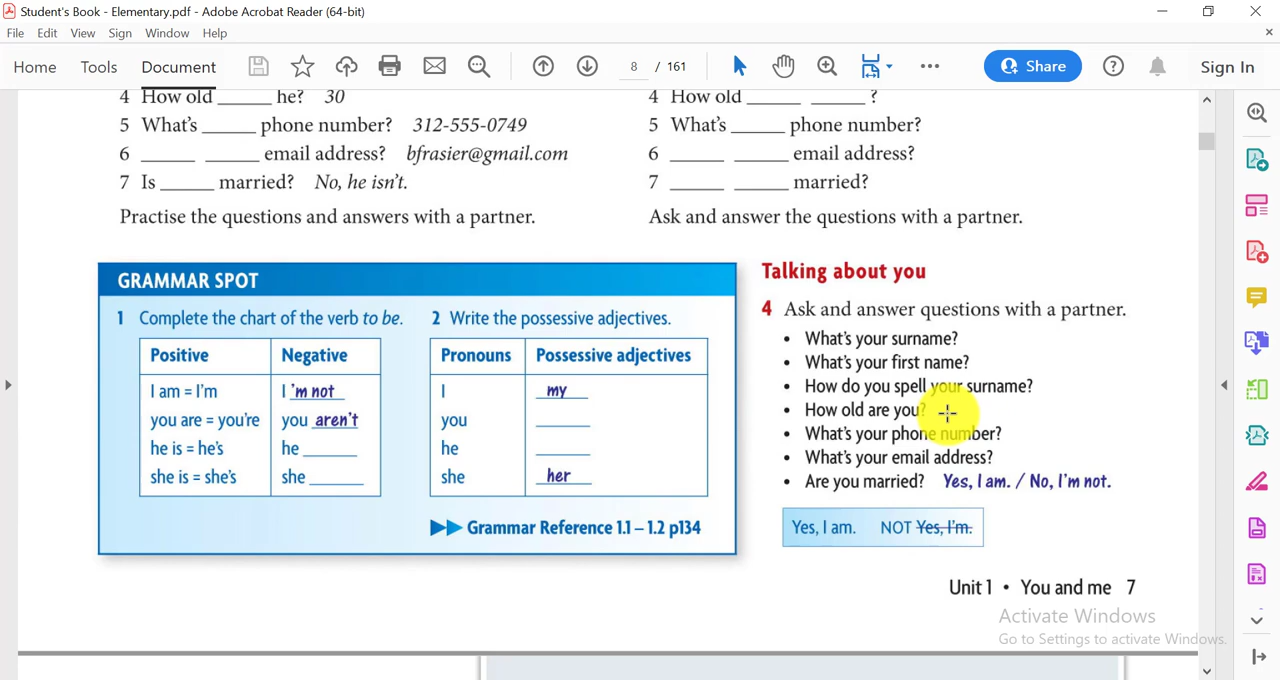 Student's Book - Elementary.pdf - Adobe Acrobat Reader (64-bit)
File Edit View Sign Window Help
Home Tools Document 8 / 161 Share Sign In
4 How old ______ he? 30
5 What's ______ phone number? 312-555-0749
6 ______ ______ email address? bfrasier@gmail.com
7 Is ______ married? No, he isn't.
Practise the questions and answers with a partner.
4 How old ______ ______?
5 What's ______ phone number?
6 ______ ______ email address?
7 ______ ______ married?
Ask and answer the questions with a partner.
GRAMMAR SPOT
1 Complete the chart of the verb to be.
Positive Negative
I am = I'm I 'm not
you are = you're you aren't
he is = he's he ______
she is = she's she ______
2 Write the possessive adjectives.
Pronouns Possessive adjectives
I my
you ______
he ______
she her
Grammar Reference 1.1 – 1.2 p134
Talking about you
4 Ask and answer questions with a partner.
• What's your surname?
• What's your first name?
• How do you spell your surname?
• How old are you?
• What's your phone number?
• What's your email address?
• Are you married? Yes, I am. / No, I'm not.
Yes, I am. NOT Yes, I'm.
Unit 1 • You and me 7
Activate Windows
Go to Settings to activate Windows.